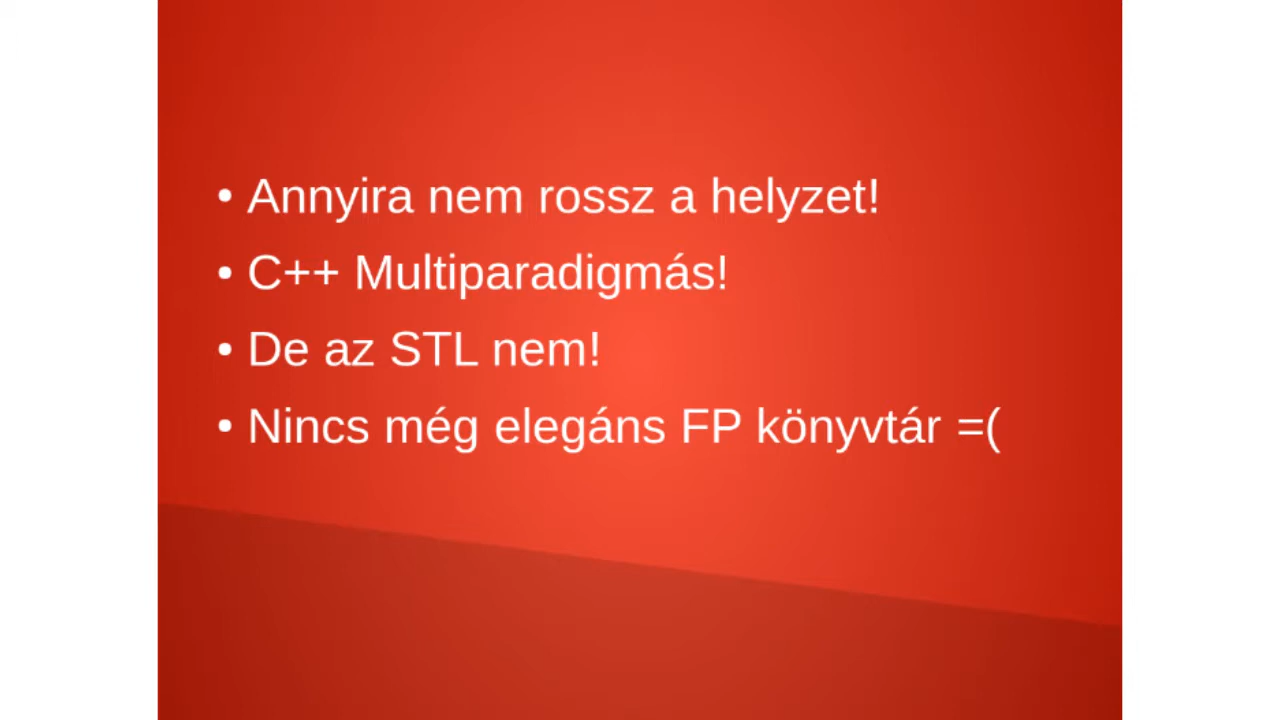 • Annyira nem rossz a helyzet!
• C++ Multiparadigmás!
• De az STL nem!
• Nincs még elegáns FP könyvtár =(